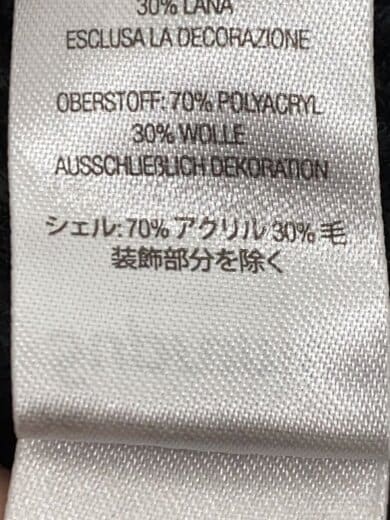 30% LANA
ESCLUSA LA DECORAZIONE
OBERSTOFF: 70% POLYACRYL
30% WOLLE
AUSSCHLIEßLICH DEKORATION
シェル: 70% アクリル 30% 毛
装飾部分を除く